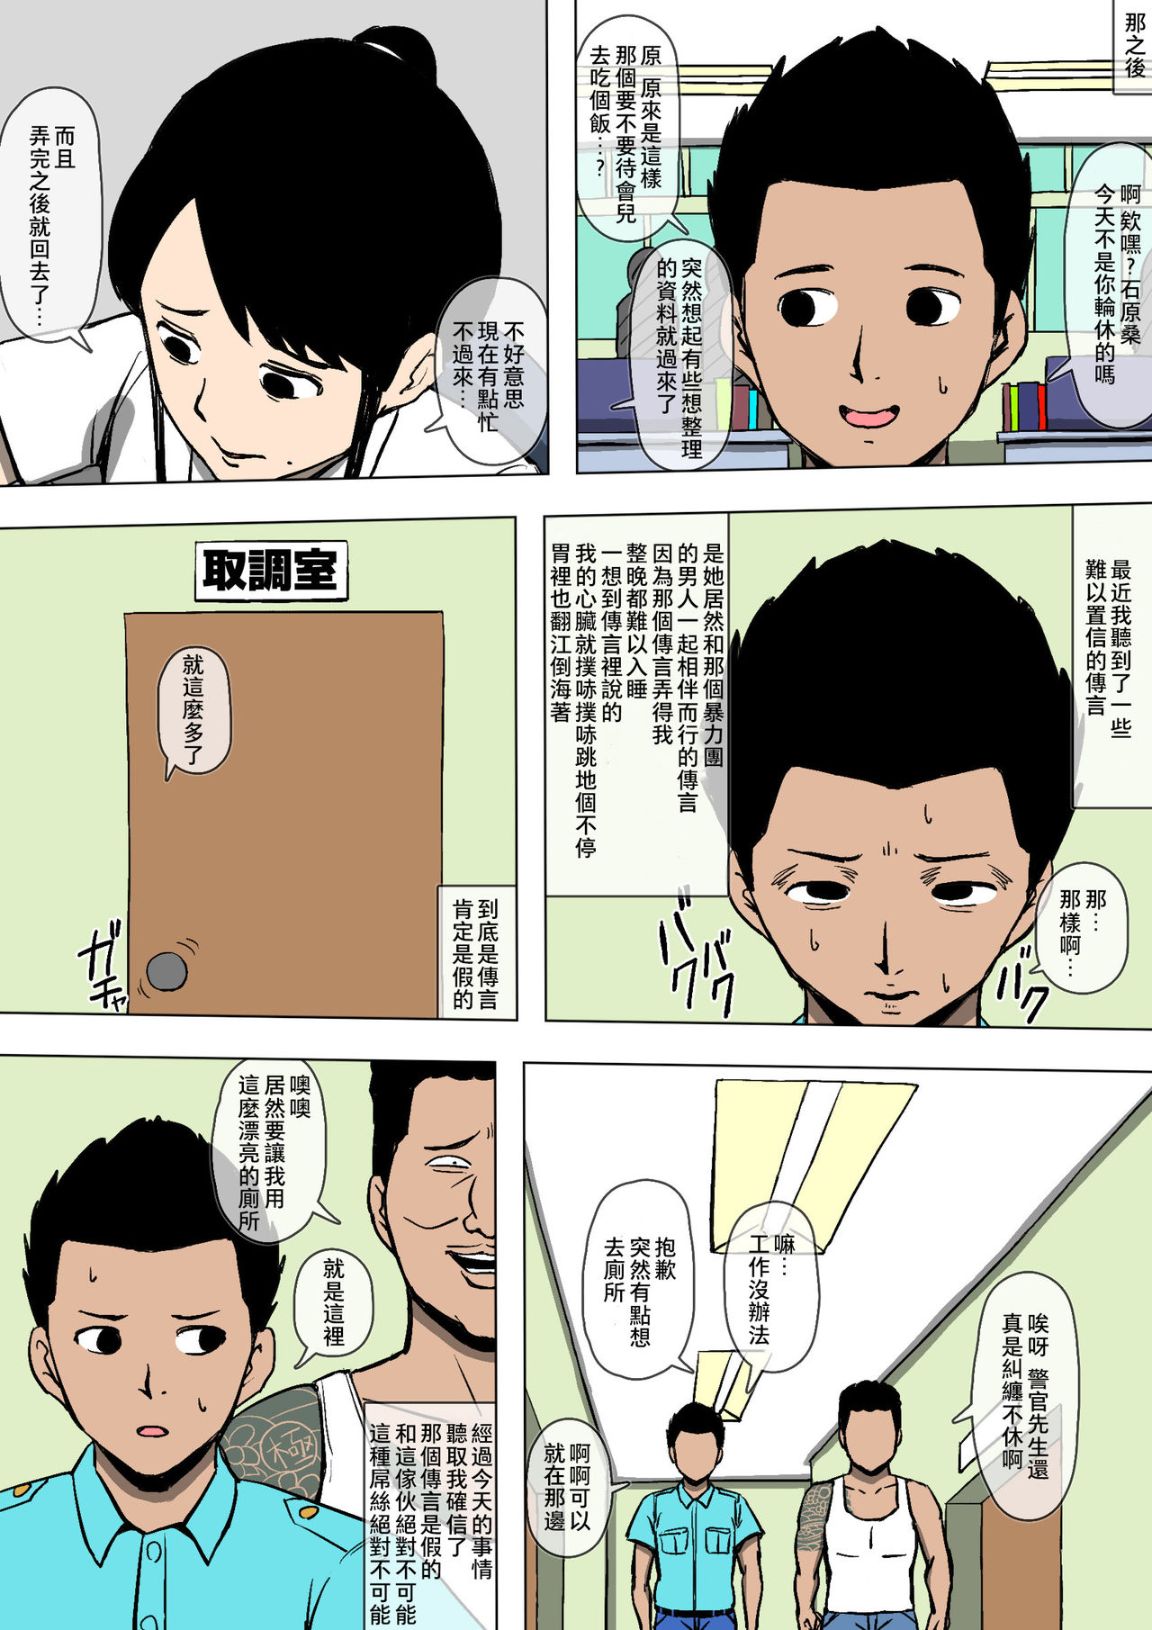 那之後
啊 欸嘿？石原桑
今天不是你輪休的嗎
突然想起有些想整理
的資料就過來了
原 原來是這樣
那個要不要待會兒
去吃個飯…？
不好意思
現在有點忙
不過來…
而且
弄完之後就回去了…
最近我聽到了一些
難以置信的傳言
那…
那樣啊…
是她居然和那個暴力團
的男人一起相伴而行的傳言
因為那個傳言弄得我
整晚都難以入睡
一想到傳言裡說的
我的心臟就撲哧撲哧跳地個不停
胃裡也翻江倒海著
バクバクバク
取調室
就這麼多了
到底是傳言
肯定是假的
ガチャ
唉呀 警官先生還
真是糾纏不休啊
嘛…
工作沒辦法
抱歉
突然有點想
去廁所
啊啊可以
就在那邊
噢噢
居然要讓我用
這麼漂亮的廁所
就是這裡
極
經過今天的事情
聽取我確信了
那個傳言是假的
和這傢伙絕對不可能
這種屌絲絕對不可能